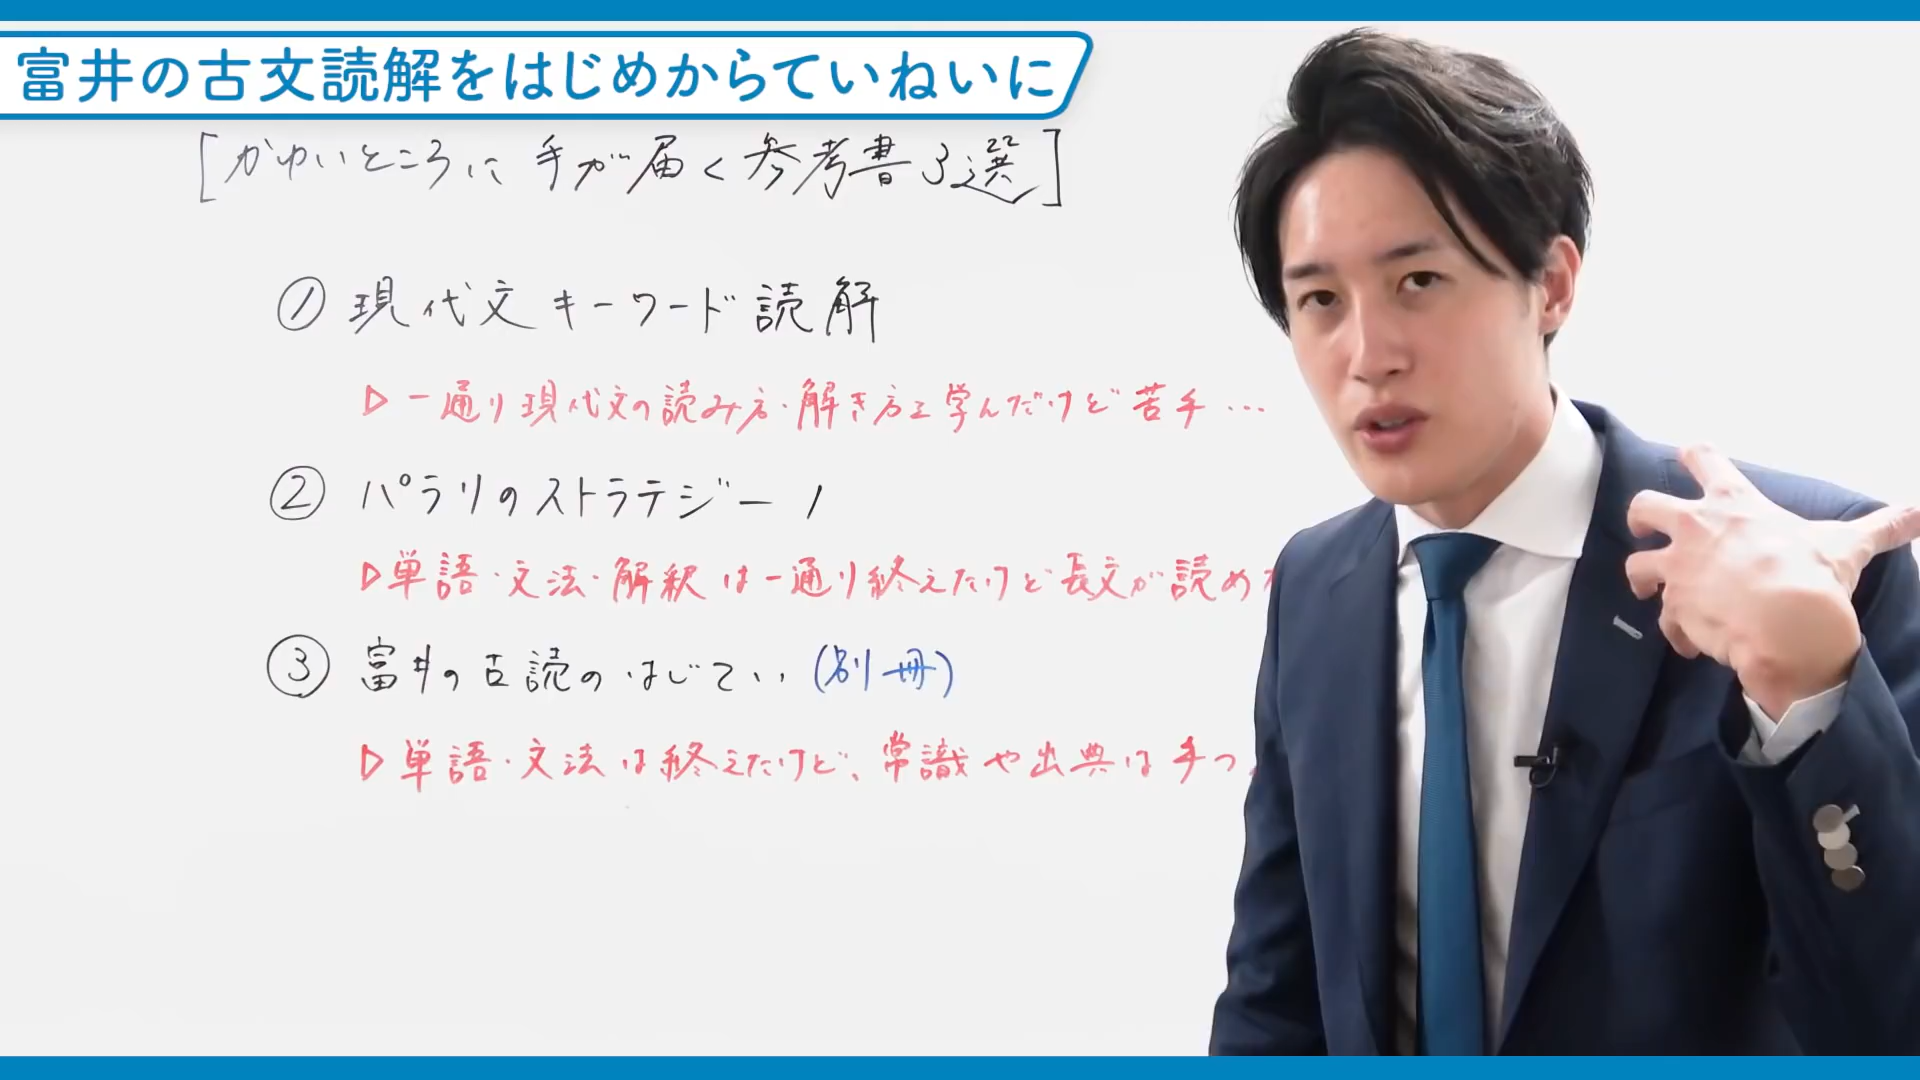 富井の古文読解をはじめからていねいに
[かゆいところに手が届く参考書3選]
① 現代文キーワード読解
▷一通り現代文の読み方・解き方を学んだけど苦手…
② パラリのストラテジー1
▷単語・文法・解釈は一通り終えたけど長文が読め
③ 富井の古読のはじてい(別冊)
▷単語・文法は終えたけど、常識や出典は手つ